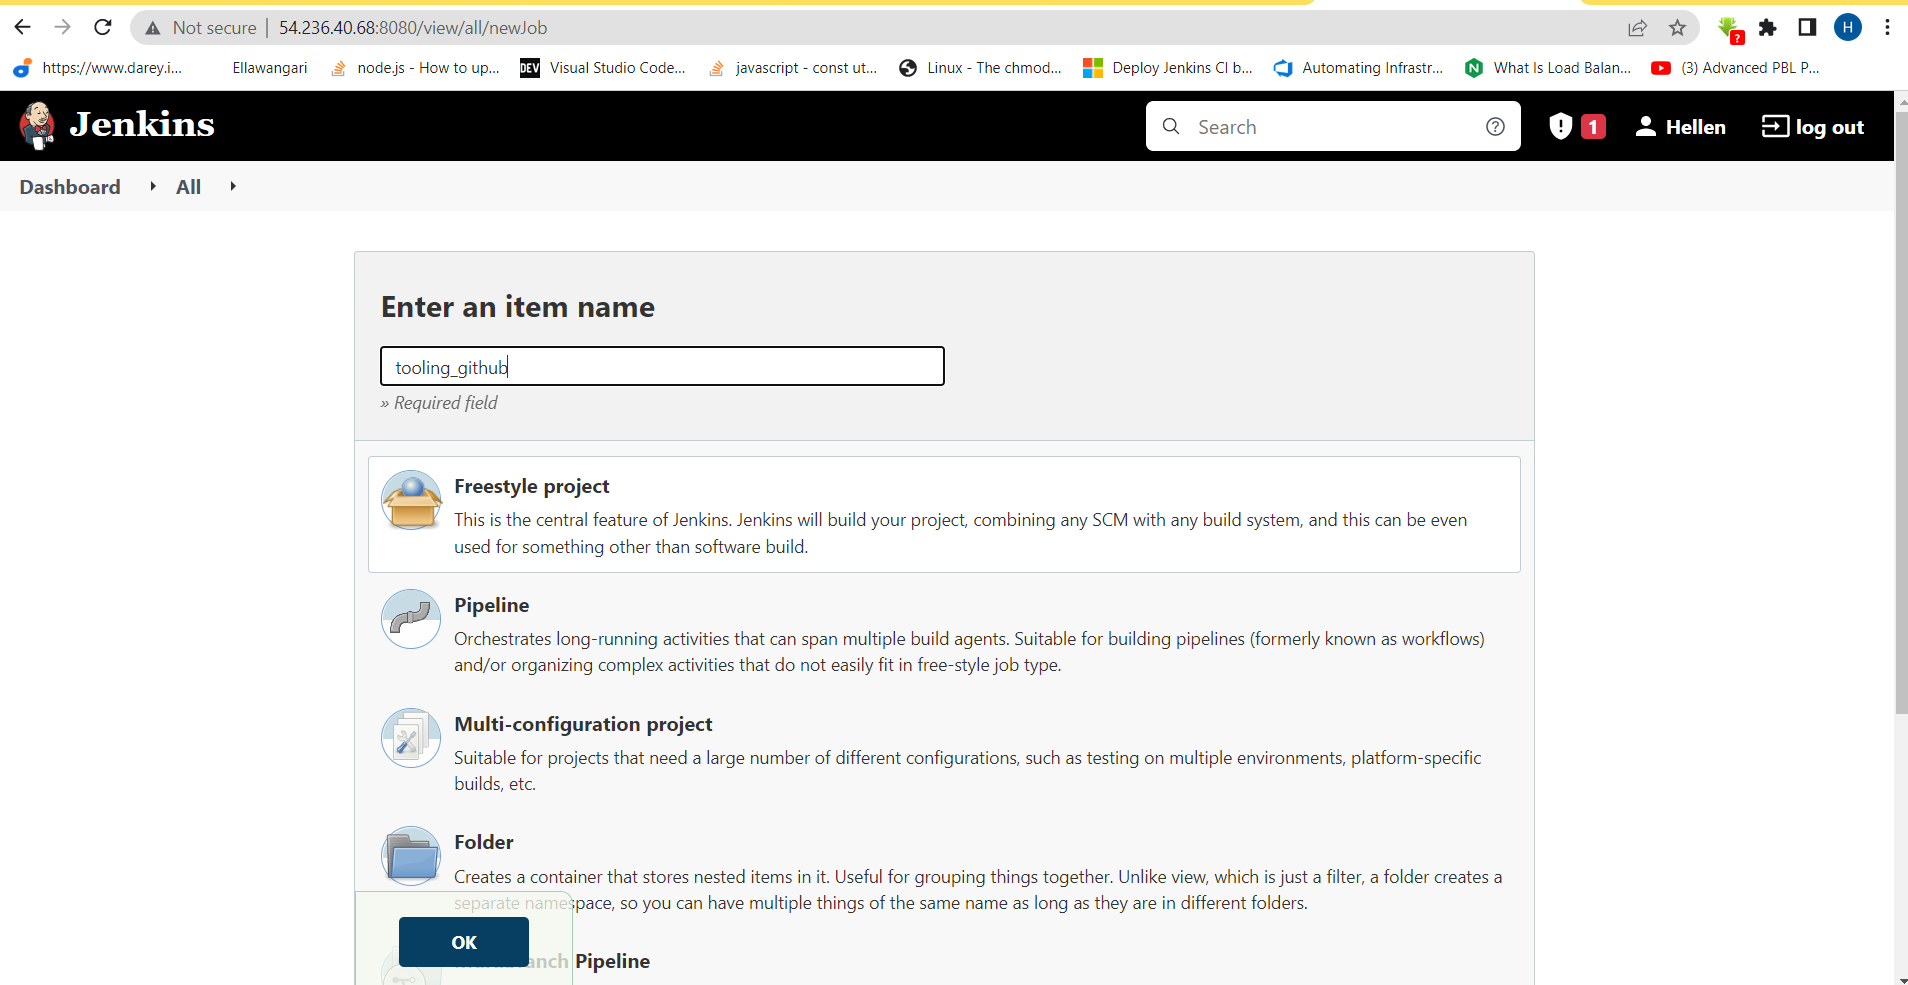 Not secure | 54.236.40.68:8080/view/all/newJob
?
H
https://www.darey.i... Ellawangari node.js - How to up... DEV Visual Studio Code... javascript - const ut... Linux - The chmod... Deploy Jenkins CI b... Automating Infrastr... N What Is Load Balan... (3) Advanced PBL P...
Jenkins
Search
?
1
Hellen
log out
Dashboard
All
Enter an item name
tooling_github
» Required field
Freestyle project
This is the central feature of Jenkins. Jenkins will build your project, combining any SCM with any build system, and this can be even
used for something other than software build.
Pipeline
Orchestrates long-running activities that can span multiple build agents. Suitable for building pipelines (formerly known as workflows)
and/or organizing complex activities that do not easily fit in free-style job type.
Multi-configuration project
Suitable for projects that need a large number of different configurations, such as testing on multiple environments, platform-specific
builds, etc.
Folder
Creates a container that stores nested items in it. Useful for grouping things together. Unlike view, which is just a filter, a folder creates a
separate namespace, so you can have multiple things of the same name as long as they are in different folders.
OK
Pipeline